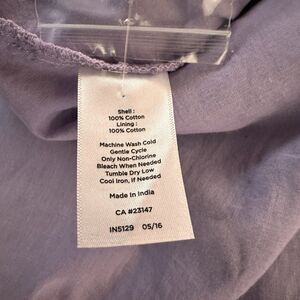 Shell :
100% Cotton
Lining :
100% Cotton
Machine Wash Cold
Gentle Cycle
Only Non-Chlorine
Bleach When Needed
Tumble Dry Low
Cool Iron, If Needed
Made In India
CA #23147
IN5129 05/16